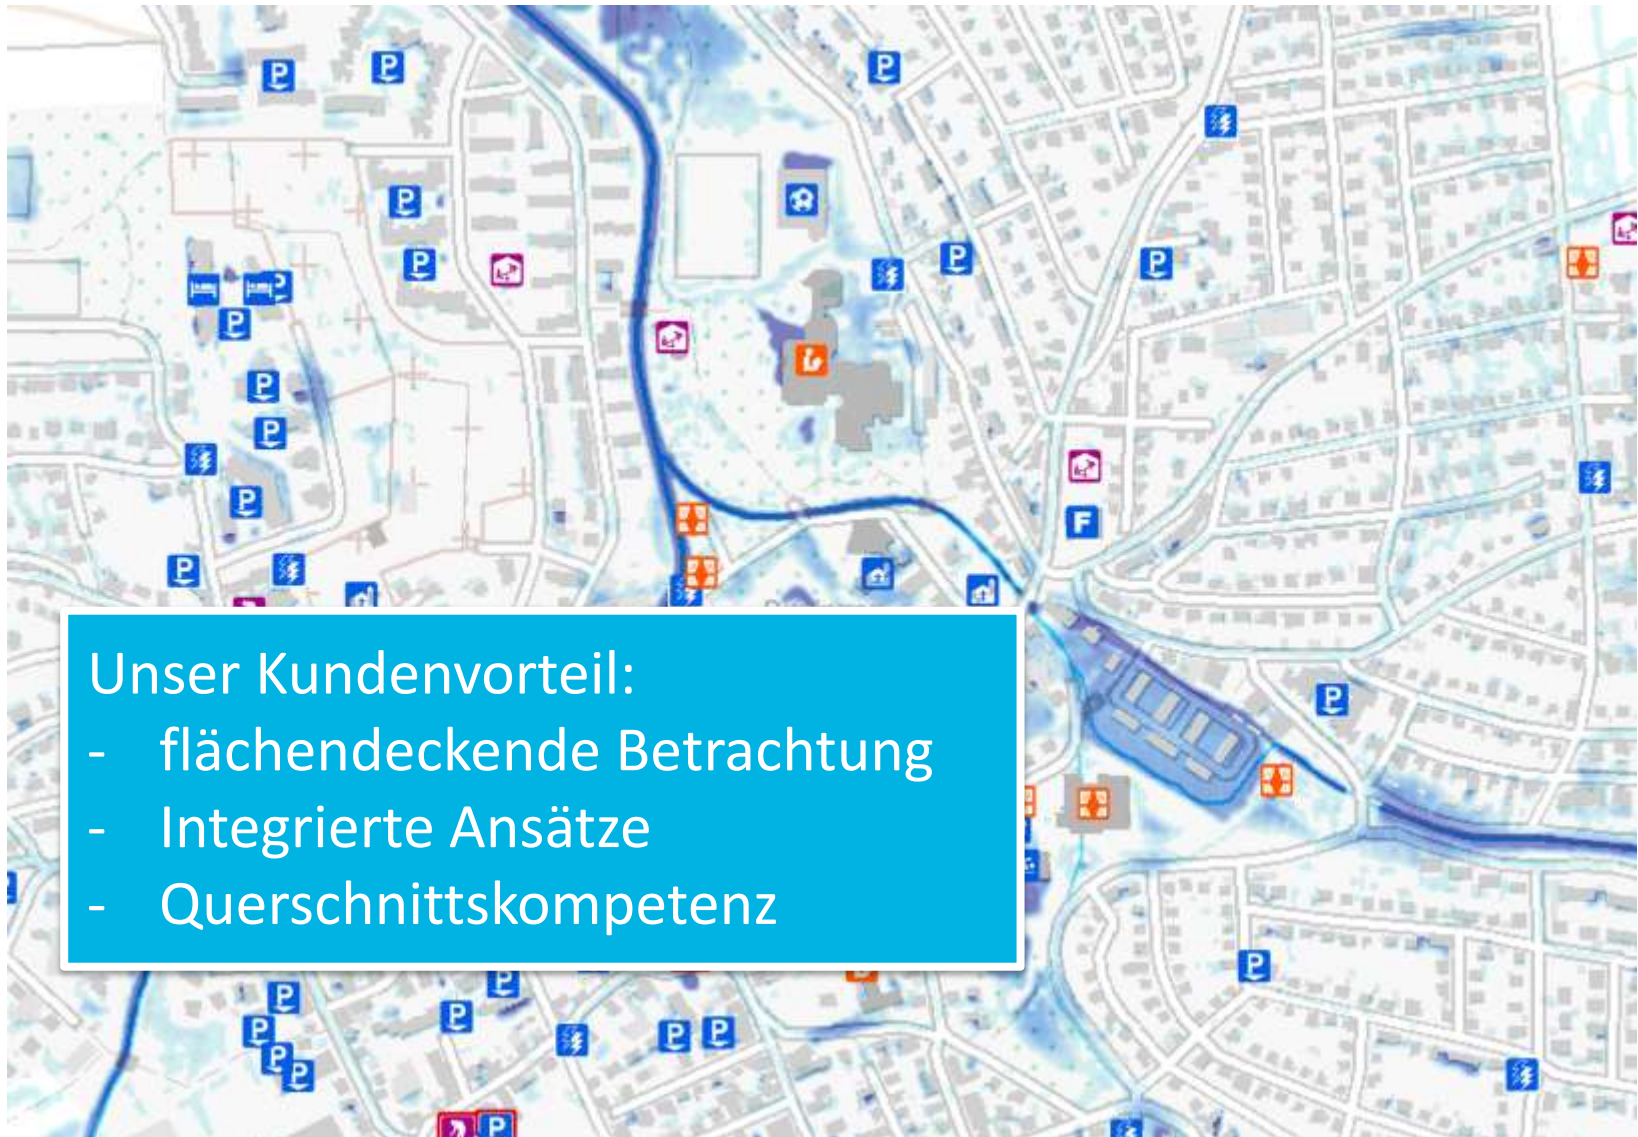 P
P
P
P
P
P
P
P
P
P
P
P
F
P
P
Unser Kundenvorteil:
- flächendeckende Betrachtung
- Integrierte Ansätze
- Querschnittskompetenz
P
P
P
P
P
P
P
P
P
P